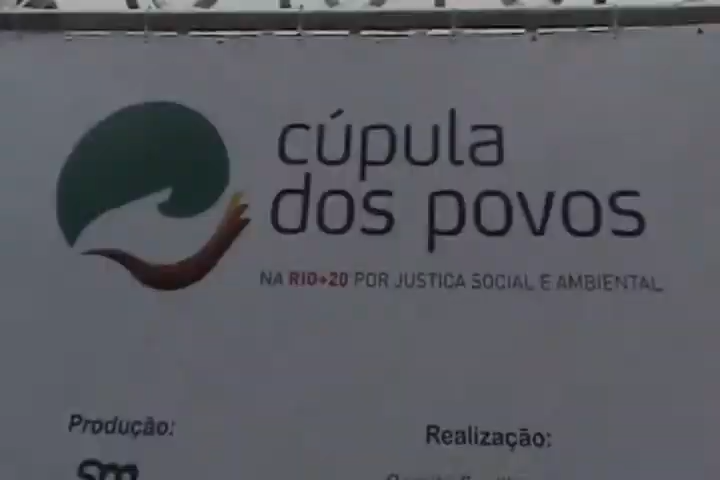 cúpula
dos povos
NA RIO+20 POR JUSTIÇA SOCIAL E AMBIENTAL
Produção:
Realização: